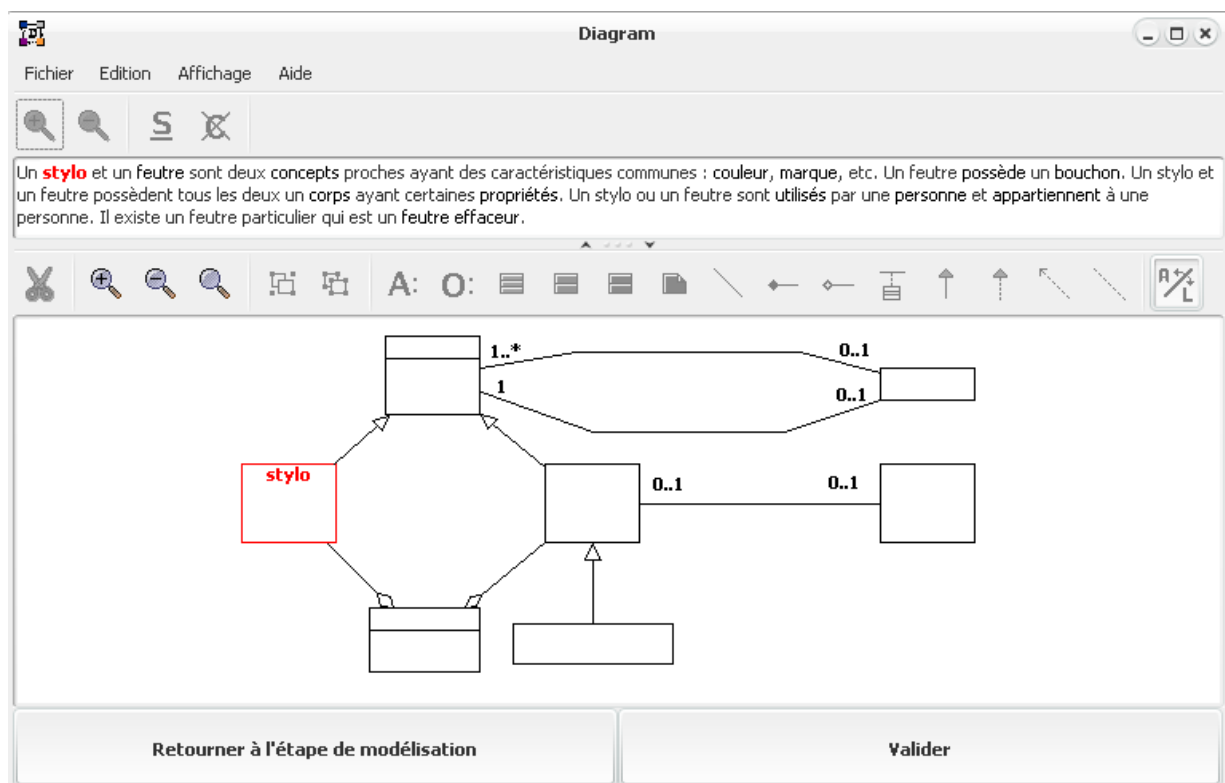 Diagram
Fichier Edition Affichage Aide
S C
Un stylo et un feutre sont deux concepts proches ayant des caractéristiques communes : couleur, marque, etc. Un feutre possède un bouchon. Un stylo et
un feutre possèdent tous les deux un corps ayant certaines propriétés. Un stylo ou un feutre sont utilisés par une personne et appartiennent à une
personne. Il existe un feutre particulier qui est un feutre effaceur.
A: O: A L
1..* 0..1
1 0..1
stylo
0..1 0..1
Retourner à l'étape de modélisation Valider